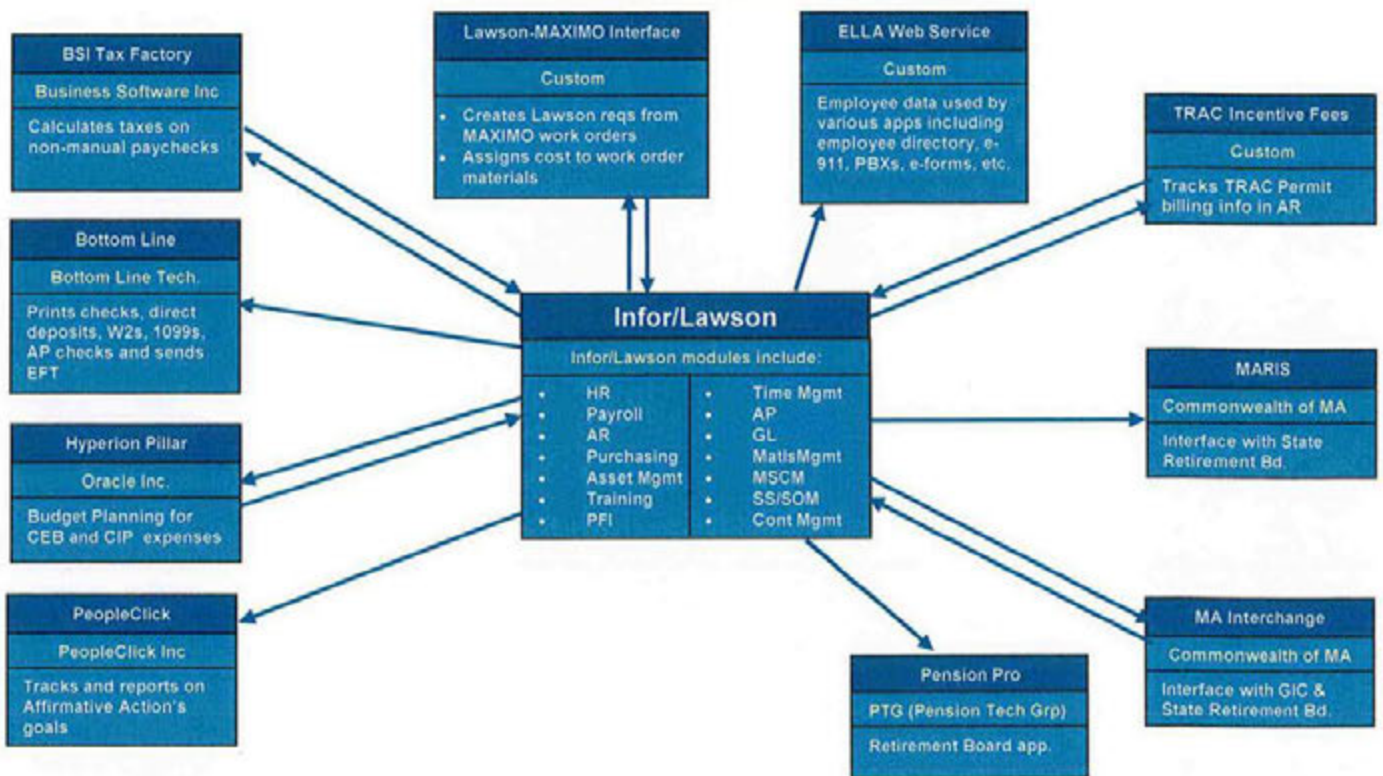 BSI Tax Factory
Business Software Inc
Calculates taxes on
non-manual paychecks
Lawson-MAXIMO Interface
Custom
• Creates Lawson reqs from
MAXIMO work orders
• Assigns cost to work order
materials
ELLA Web Service
Custom
Employee data used by
various apps including
employee directory, e-
911, PBXs, e-forms, etc.
TRAC Incentive Fees
Custom
Tracks TRAC Permit
billing info in AR
Bottom Line
Bottom Line Tech.
Prints checks, direct
deposits, W2s, 1099s,
AP checks and sends
EFT
Infor/Lawson
Infor/Lawson modules include:
• HR
• Payroll
• AR
• Purchasing
• Asset Mgmt
• Training
• PFI
• Time Mgmt
• AP
• GL
• MatlsMgmt
• MSCM
• SS/SOM
• Cont Mgmt
MARIS
Commonwealth of MA
Interface with State
Retirement Bd.
Hyperion Pillar
Oracle Inc.
Budget Planning for
CEB and CIP expenses
PeopleClick
PeopleClick Inc
Tracks and reports on
Affirmative Action's
goals
Pension Pro
PTG (Pension Tech Grp)
Retirement Board app.
MA Interchange
Commonwealth of MA
Interface with GIC &
State Retirement Bd.